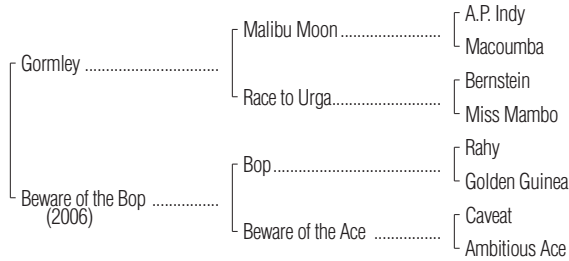 A.P. Indy
Malibu Moon
Macoumba
Gormley
Bernstein
Race to Urga
Miss Mambo
Rahy
Bop
Golden Guinea
Beware of the Bop
(2006)
Caveat
Beware of the Ace
Ambitious Ace